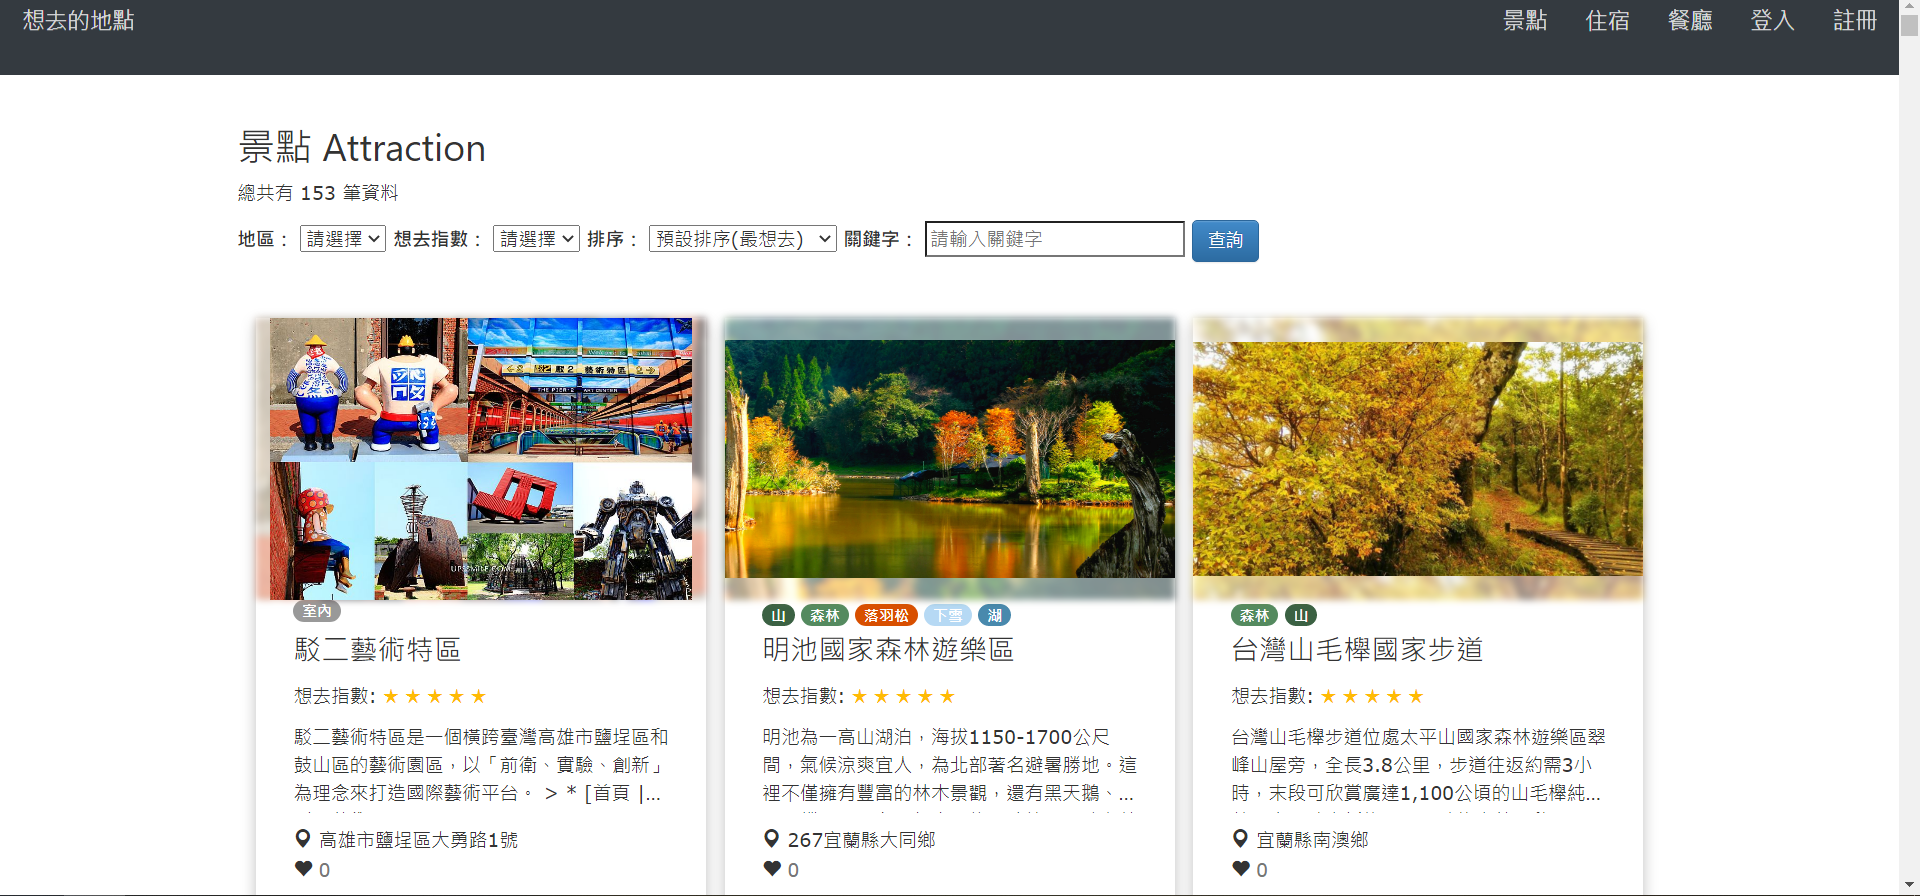 想去的地點
景點 住宿 餐廳 登入 註冊
景點 Attraction
總共有 153 筆資料
地區： 請選擇 想去指數： 請選擇 排序： 預設排序(最想去) 關鍵字： 請輸入關鍵字 查詢
駁2藝術特區
THE PIER-2 ART CENTER
室內
駁二藝術特區
想去指數: ★ ★ ★ ★ ★
駁二藝術特區是一個橫跨臺灣高雄市鹽埕區和
鼓山區的藝術園區，以「前衛、實驗、創新」
為理念來打造國際藝術平台。 > * [首頁 |...
高雄市鹽埕區大勇路1號
0
山 森林 落羽松 下雪 湖
明池國家森林遊樂區
想去指數: ★ ★ ★ ★ ★
明池為一高山湖泊，海拔1150-1700公尺
間，氣候涼爽宜人，為北部著名避暑勝地。這
裡不僅擁有豐富的林木景觀，還有黑天鵝、...
267宜蘭縣大同鄉
0
森林 山
台灣山毛櫸國家步道
想去指數: ★ ★ ★ ★ ★
台灣山毛櫸步道位處太平山國家森林遊樂區翠
峰山屋旁，全長3.8公里，步道往返約需3小
時，末段可欣賞廣達1,100公頃的山毛櫸純...
宜蘭縣南澳鄉
0